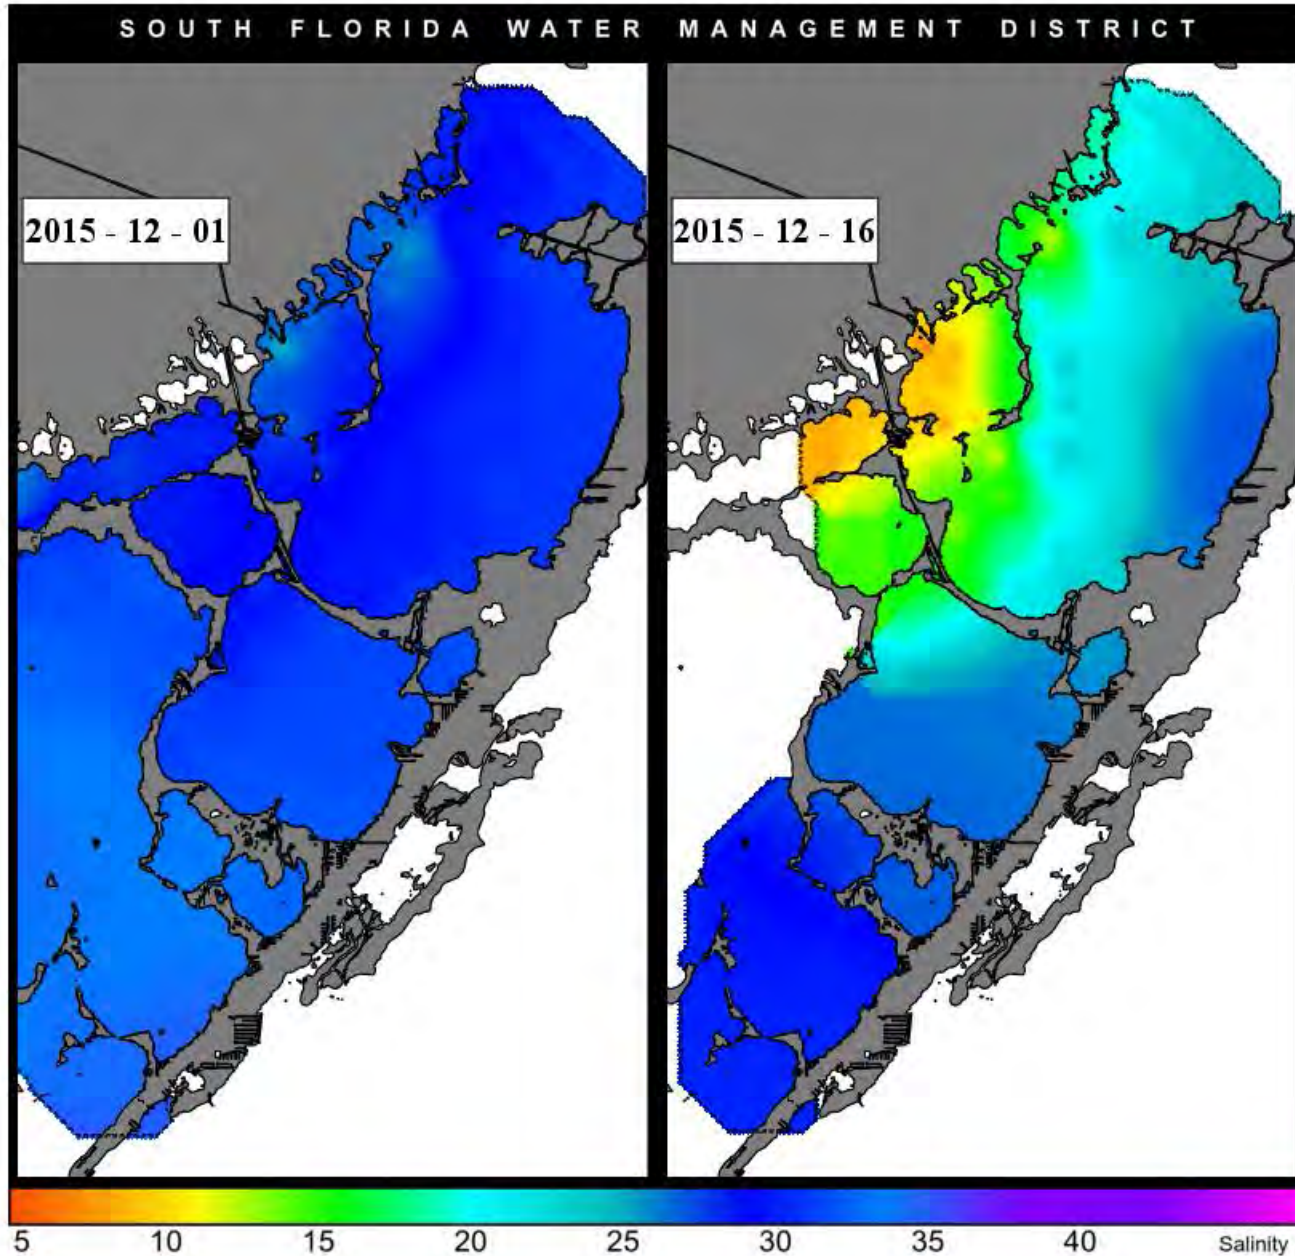 SOUTH FLORIDA WATER MANAGEMENT DISTRICT
2015 - 12 - 01
2015 - 12 - 16
5 10 15 20 25 30 35 40 Salinity